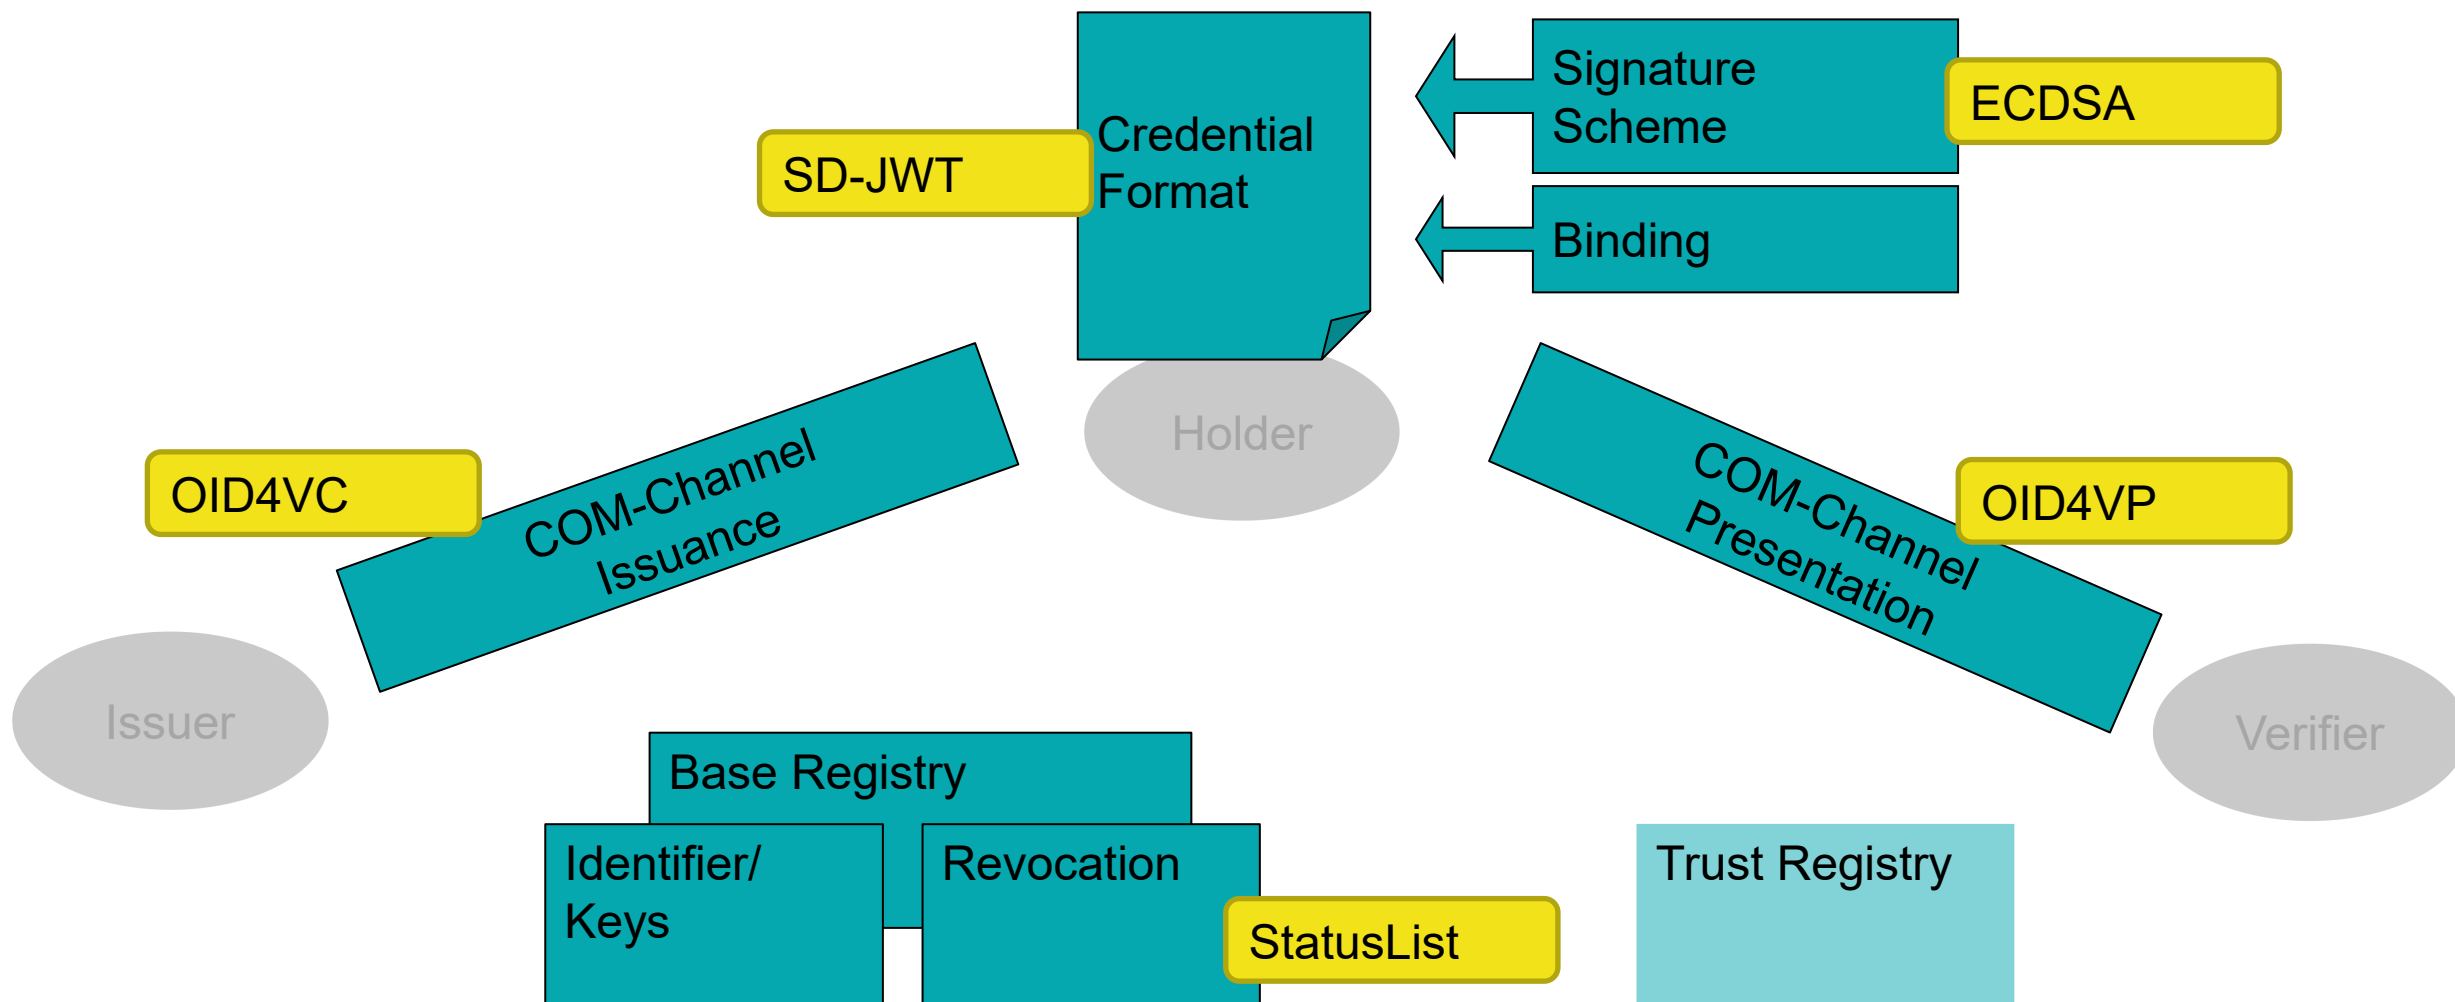 Signature
Scheme
ECDSA
Credential
Format
SD-JWT
Binding
Holder
COM-Channel
Issuance
OID4VC
COM-Channel
Presentation
OID4VP
Issuer
Verifier
Base Registry
Identifier/
Keys
Revocation
StatusList
Trust Registry